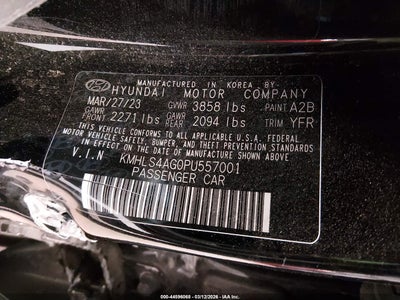 MANUFACTURED IN KOREA BY:
HYUNDAI MOTOR COMPANY
MAR/27/23 GVWR 3858 lbs PAINT A2B
GAWR FRONT 2271 lbs GAWR REAR 2094 lbs TRIM YFR
THIS VEHICLE CONFORMS TO ALL APPLICABLE U.S.A. FEDERAL
MOTOR VEHICLE SAFETY, BUMPER, AND THEFT PREVENTION STANDARDS
IN EFFECT ON THE DATE OF MANUFACTURE SHOWN ABOVE.
V.I.N KMHLS4AG0PU557001
PASSENGER CAR
000-44596060 - 03/12/2026 - IAA Inc.